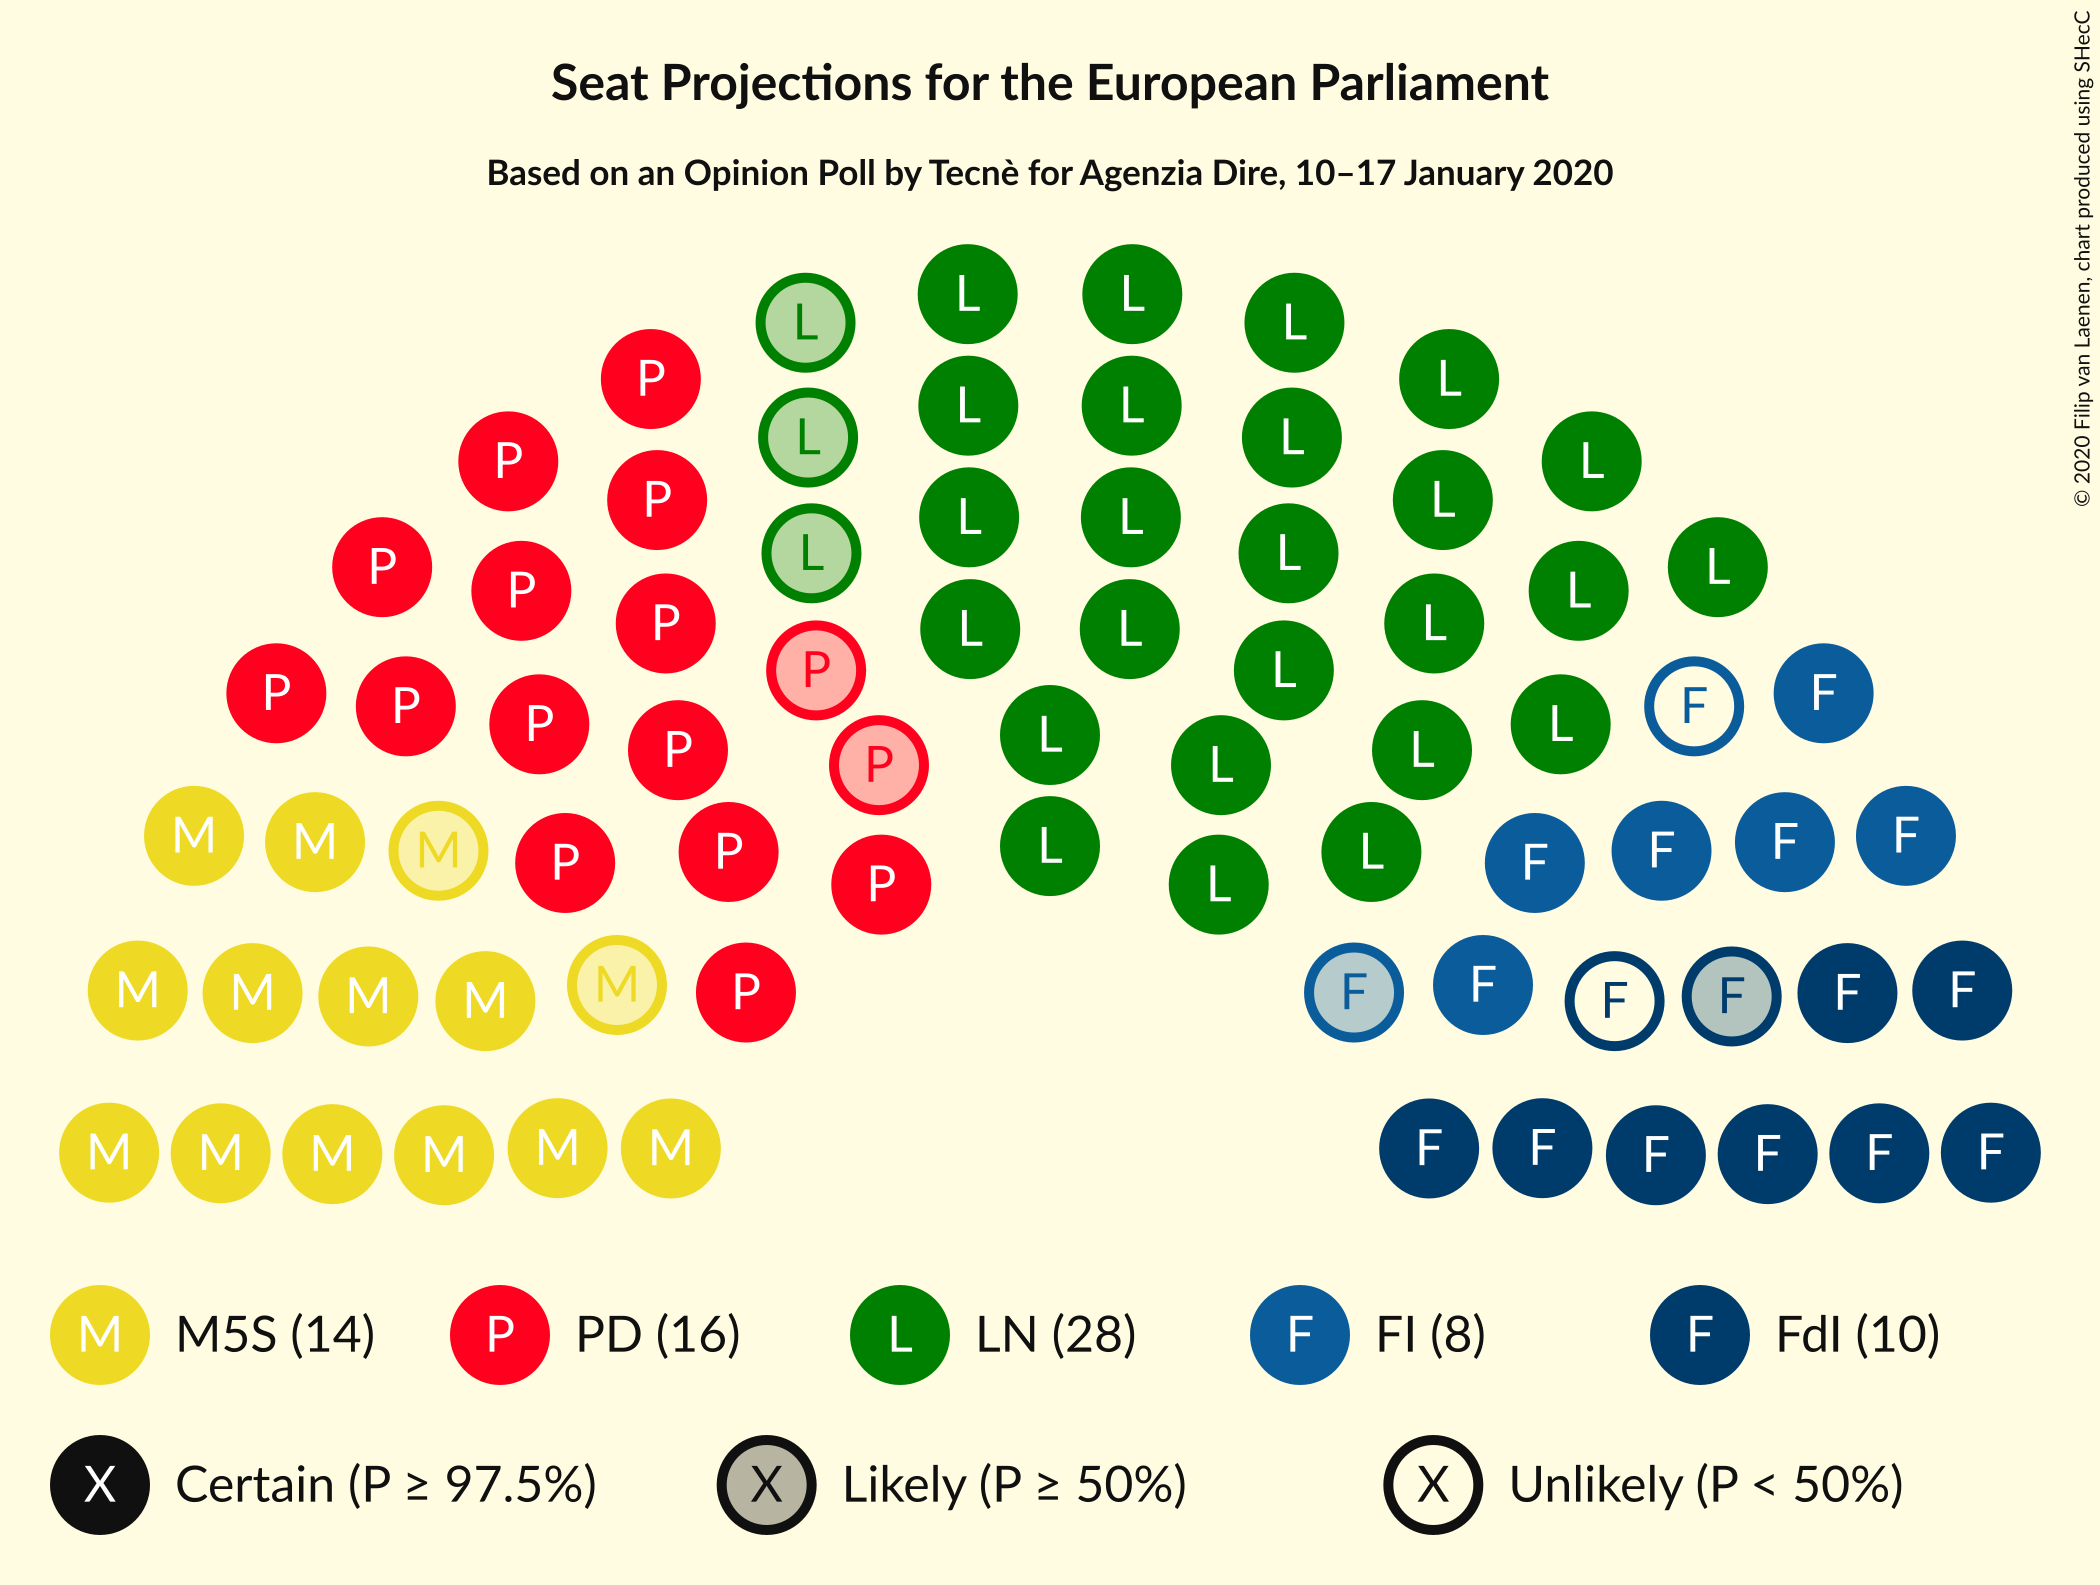 Seat Projections for the European Parliament
Based on an Opinion Poll by Tecnè for Agenzia Dire, 10–17 January 2020
© 2020 Filip van Laenen, chart produced using SHecC
L L
L L
P L L
L L
P L L
P L L
L L L
P L L
P L L
P L L
P L L
P L L
P P L F F
P P L L
P L L
P L
M M M P P L F F F F
L
P L
M M M M M P F F F F F F
M M M M M M F F F F F F
M M5S (14) P PD (16) L LN (28) F FI (8) F FdI (10)
X Certain (P ≥ 97.5%) X Likely (P ≥ 50%) X Unlikely (P < 50%)